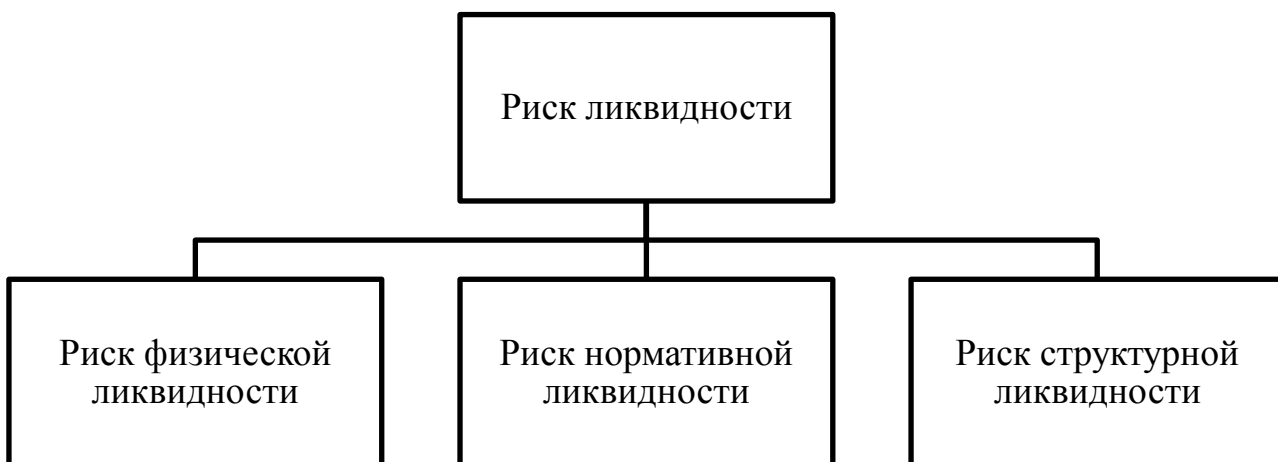 Риск ликвидности
Риск физической
ликвидности
Риск нормативной
ликвидности
Риск структурной
ликвидности